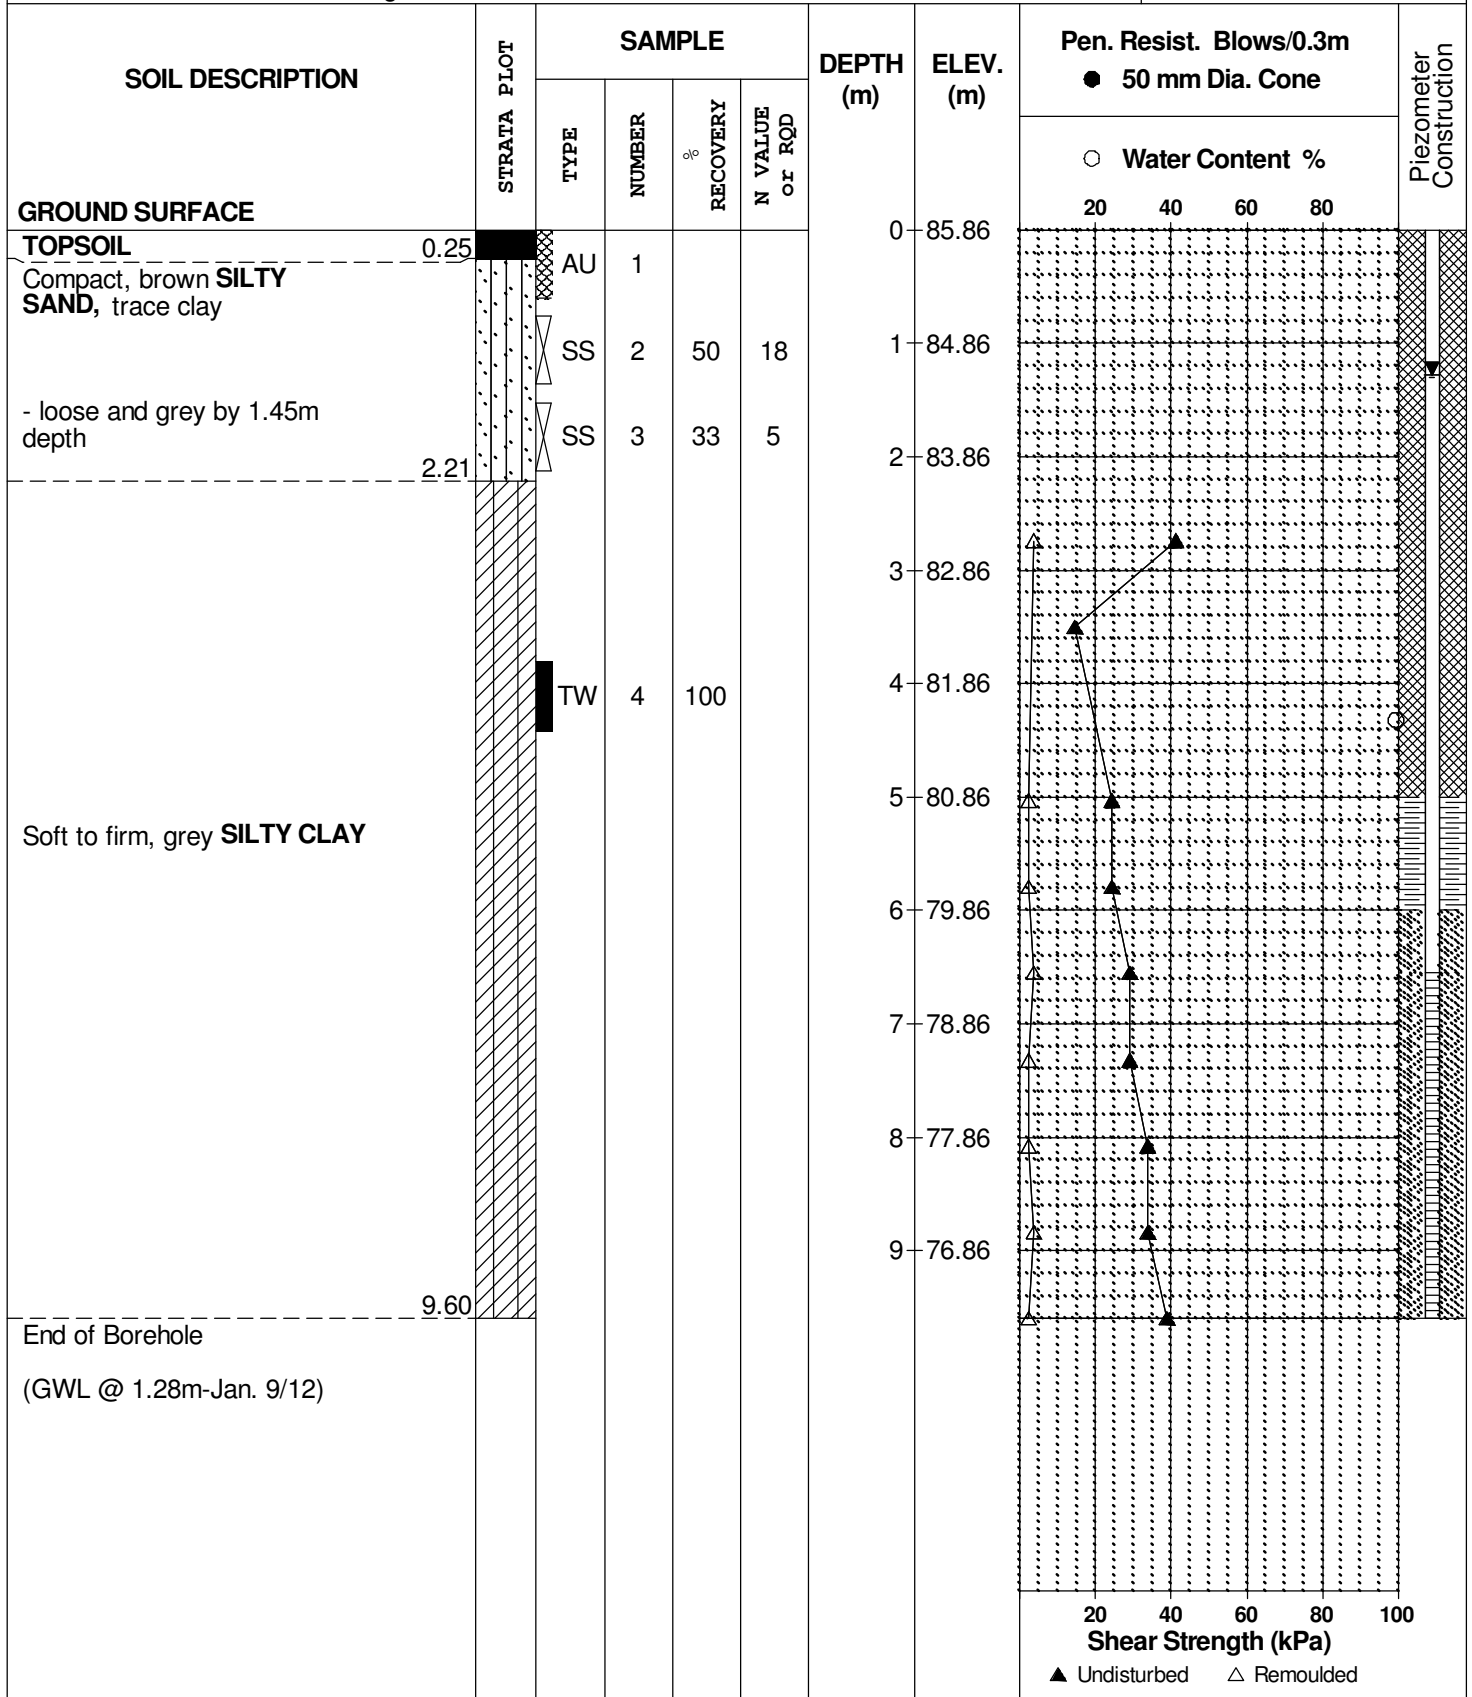 SOIL DESCRIPTION
GROUND SURFACE
STRATA PLOT
SAMPLE
TYPE
NUMBER
%
RECOVERY
N VALUE
or RQD
DEPTH
(m)
ELEV.
(m)
Pen. Resist. Blows/0.3m
● 50 mm Dia. Cone
○ Water Content %
20 40 60 80
Piezometer
Construction
TOPSOIL 0.25
Compact, brown SILTY
SAND, trace clay
- loose and grey by 1.45m
depth
2.21
Soft to firm, grey SILTY CLAY
9.60
End of Borehole
(GWL @ 1.28m-Jan. 9/12)
AU 1
SS 2 50 18
SS 3 33 5
TW 4 100
0 85.86
1 84.86
2 83.86
3 82.86
4 81.86
5 80.86
6 79.86
7 78.86
8 77.86
9 76.86
20 40 60 80 100
Shear Strength (kPa)
▲ Undisturbed △ Remoulded